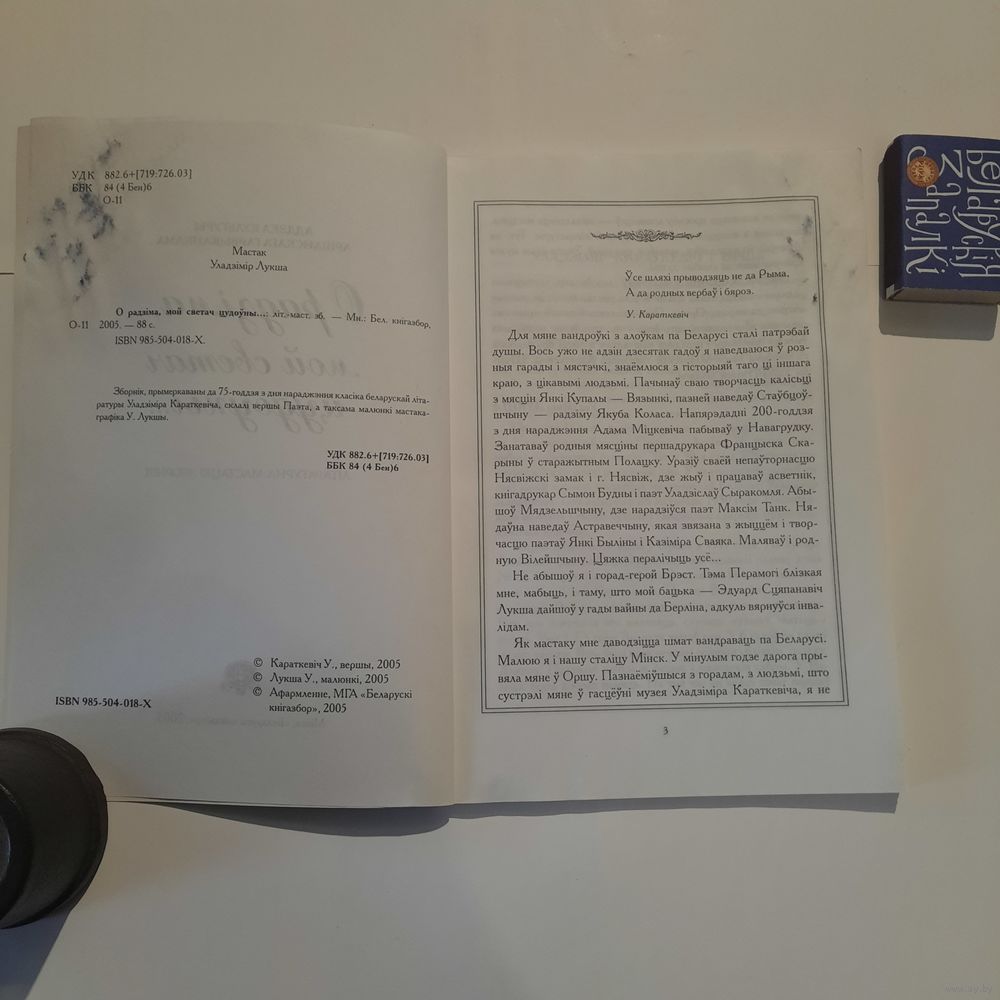 УДК 882.6+[719:726.03]
ББК 84 (4 Беи)6
О-11
Мастак
Уладзімір Лукша
О радзіма, мой светач цудоўны...: літ.-маст. зб. — Мн.: Бел. кнігазбор,
О-11 2005. — 88 с.
ISBN 985-504-018-X.
Зборнік, прымеркаваны да 75-годдзя з дня нараджэння класіка беларускай літа-
ратуры Уладзіміра Караткевіча, склалі вершы Паэта, а таксама малюнкі мастака-
графіка У. Лукшы.
УДК 882.6+[719:726.03]
ББК 84 (4 Беи)6
© Караткевіч У., вершы, 2005
© Лукша У., малюнкі, 2005
© Афармленне, МГА «Беларускі
кнігазбор», 2005
ISBN 985-504-018-X
Ўсе шляхі прыводзяць не да Рыма,
А да родных вербаў і бяроз.
У. Караткевіч
Для мяне вандроўкі з алоўкам па Беларусі сталі патрэбай
душы. Вось ужо не адзін дзесятак гадоў я наведваюся ў роз-
ныя гарады і мястэчкі, знаёмлюся з гісторыяй таго ці іншага
краю, з цікавымі людзьмі. Пачынаў сваю творчасць калісьці
з мясцін Янкі Купалы — Вязынкі, пазней наведаў Стаўбцоў-
шчыну — радзіму Якуба Коласа. Напярэдадні 200-годдзя
з дня нараджэння Адама Міцкевіча пабываў у Навагрудку.
Занатаваў родныя мясціны першадрукара Францыска Ска-
рыны ў старажытным Полацку. Уразіў сваёй непаўторнасцю
Нясвіжскі замак і г. Нясвіж, дзе жыў і працаваў асветнік,
кнігадрукар Сымон Будны і паэт Уладзіслаў Сыракомля. Абы-
шоў Мядзельшчыну, дзе нарадзіўся паэт Максім Танк. Ня-
даўна наведаў Астравеччыну, якая звязана з жыццём і твор-
часцю паэтаў Янкі Быліны і Казіміра Сваяка. Маляваў і род-
ную Вілейшчыну. Цяжка пералічыць усё...
Не абышоў я і горад-герой Брэст. Тэма Перамогі блізкая
мне, мабыць, і таму, што мой бацька — Эдуард Сцяпанавіч
Лукша дайшоў у гады вайны да Берліна, адкуль вярнуўся інва-
лідам.
Як мастаку мне даводзіцца шмат вандраваць па Беларусі.
Малюю я і нашу сталіцу Мінск. У мінулым годзе дарога пры-
вяла мяне ў Оршу. Пазнаёміўшыся з горадам, з людзьмі, што
сустрэлі мяне ў гасцёўні музея Уладзіміра Караткевіча, я не
3
Беларускія
запалкі
www.ay.by